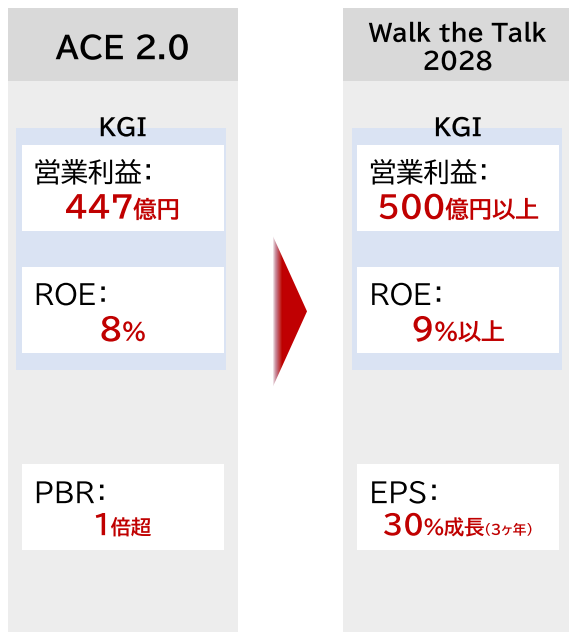 ACE 2.0
KGI
営業利益：
447億円
ROE：
8%
PBR：
1倍超
Walk the Talk
2028
KGI
営業利益：
500億円以上
ROE：
9%以上
EPS：
30%成長（3ヶ年）